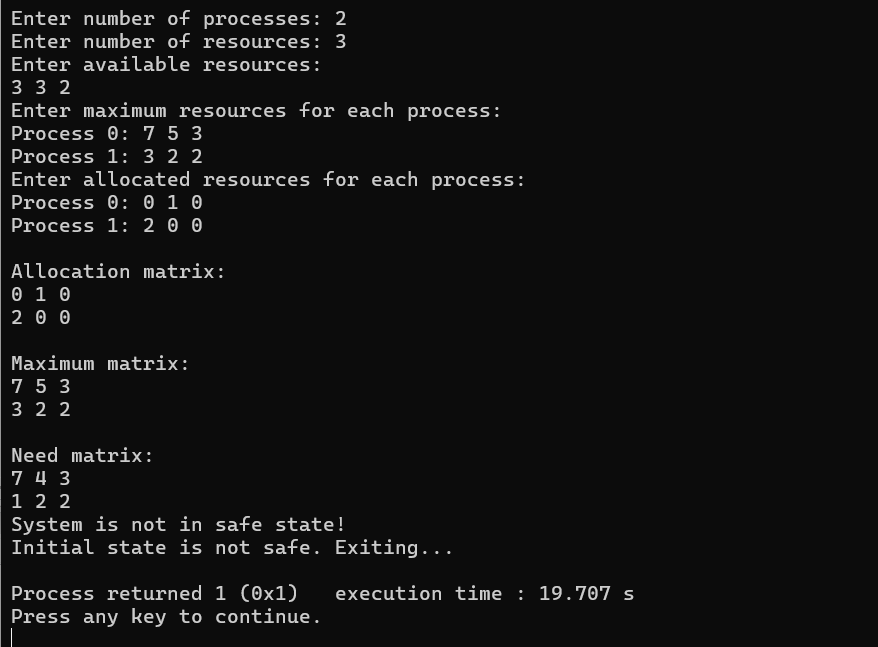 Enter number of processes: 2
Enter number of resources: 3
Enter available resources:
3 3 2
Enter maximum resources for each process:
Process 0: 7 5 3
Process 1: 3 2 2
Enter allocated resources for each process:
Process 0: 0 1 0
Process 1: 2 0 0
Allocation matrix:
0 1 0
2 0 0
Maximum matrix:
7 5 3
3 2 2
Need matrix:
7 4 3
1 2 2
System is not in safe state!
Initial state is not safe. Exiting...
Process returned 1 (0x1)   execution time : 19.707 s
Press any key to continue.